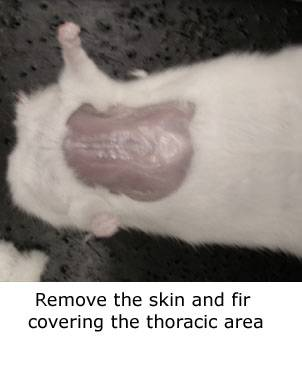 Remove the skin and fir
covering the thoracic area